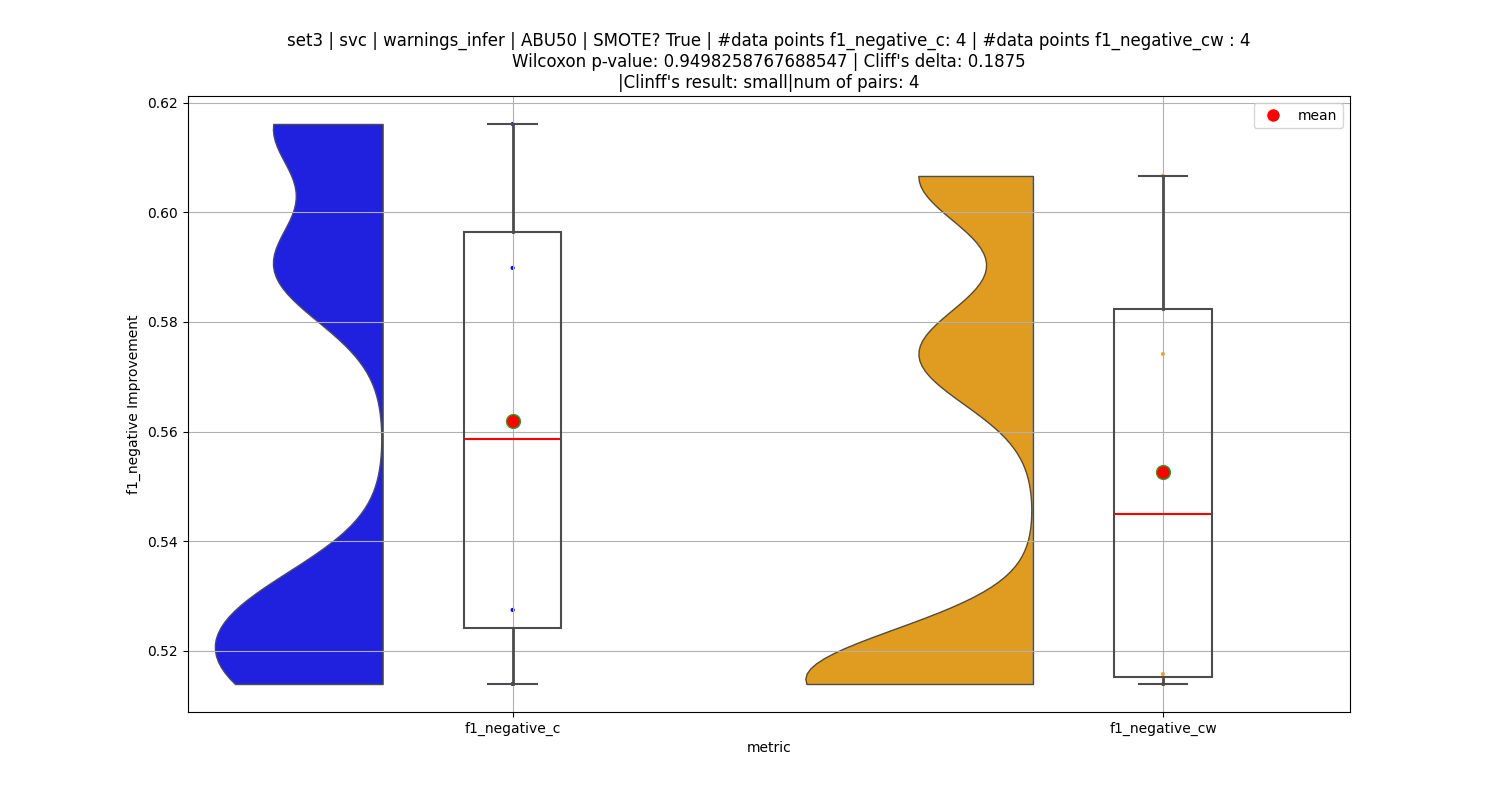 set3 | svc | warnings_infer | ABU50 | SMOTE? True | #data points f1_negative_c: 4 | #data points f1_negative_cw : 4
Wilcoxon p-value: 0.9498258767688547 | Cliff's delta: 0.1875
|Clinff's result: small|num of pairs: 4
mean
0.62
0.60
0.58
0.56
0.54
0.52
f1_negative Improvement
f1_negative_c
f1_negative_cw
metric